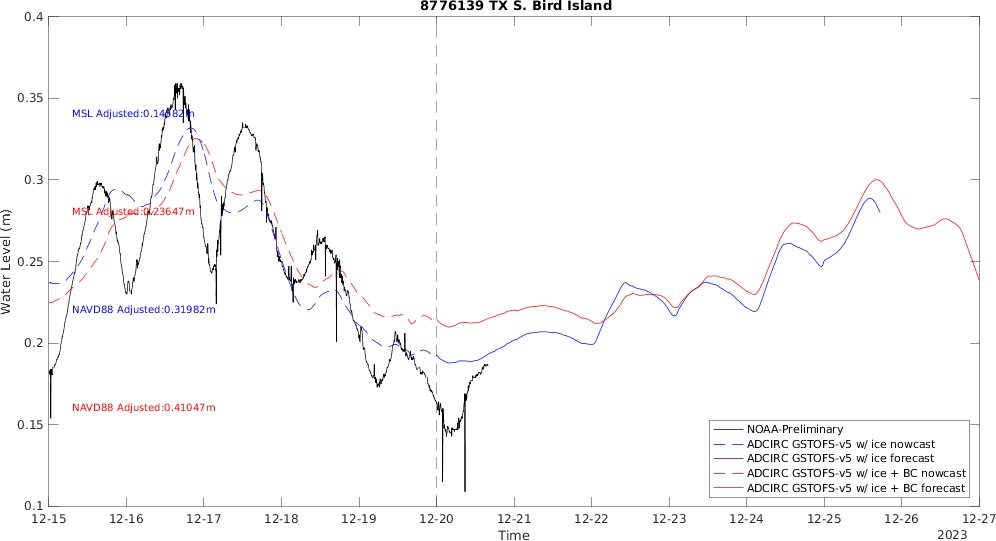 8776139 TX S. Bird Island
0.4
0.35
0.3
0.25
0.2
0.15
0.1
Water Level (m)
MSL Adjusted:0.14582m
MSL Adjusted:0.23647m
NAVD88 Adjusted:0.31982m
NAVD88 Adjusted:0.41047m
NOAA-Preliminary
ADCIRC GSTOFS-v5 w/ ice nowcast
ADCIRC GSTOFS-v5 w/ ice forecast
ADCIRC GSTOFS-v5 w/ ice + BC nowcast
ADCIRC GSTOFS-v5 w/ ice + BC forecast
12-15 12-16 12-17 12-18 12-19 12-20 12-21 12-22 12-23 12-24 12-25 12-26 12-27
Time
2023